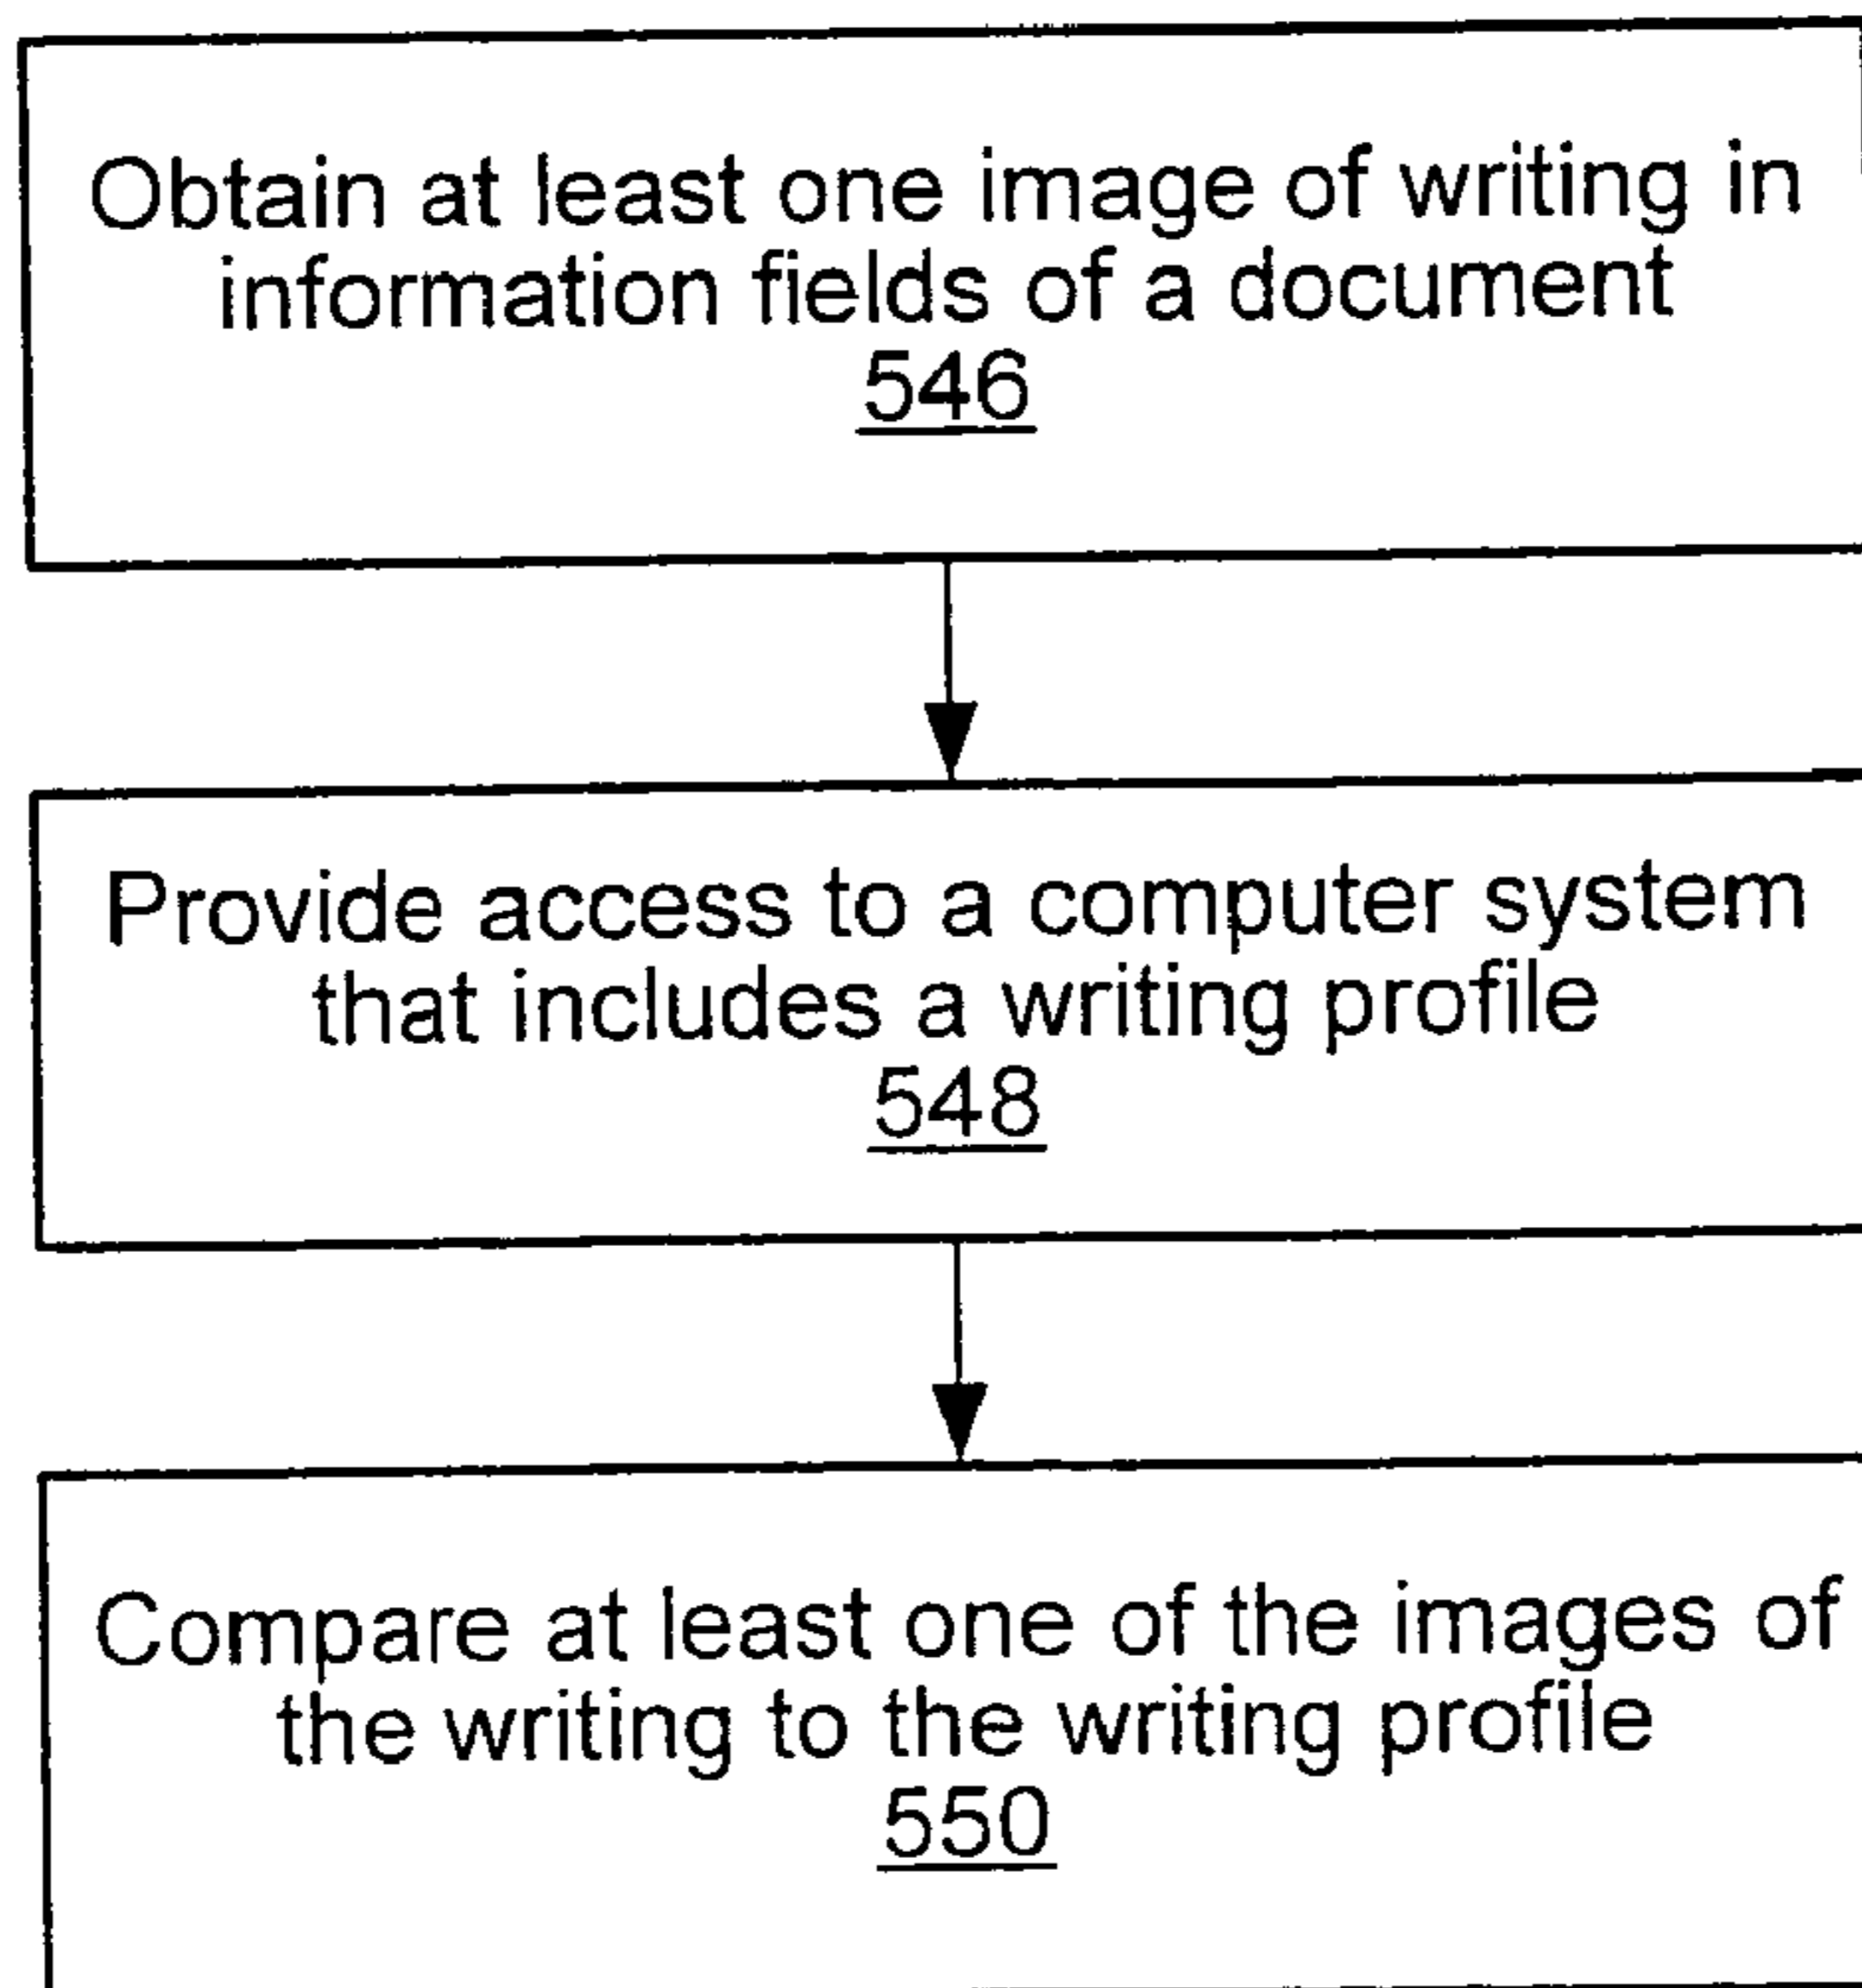 Obtain at least one image of writing in
information fields of a document
546
Provide access to a computer system
that includes a writing profile
548
Compare at least one of the images of
the writing to the writing profile
550